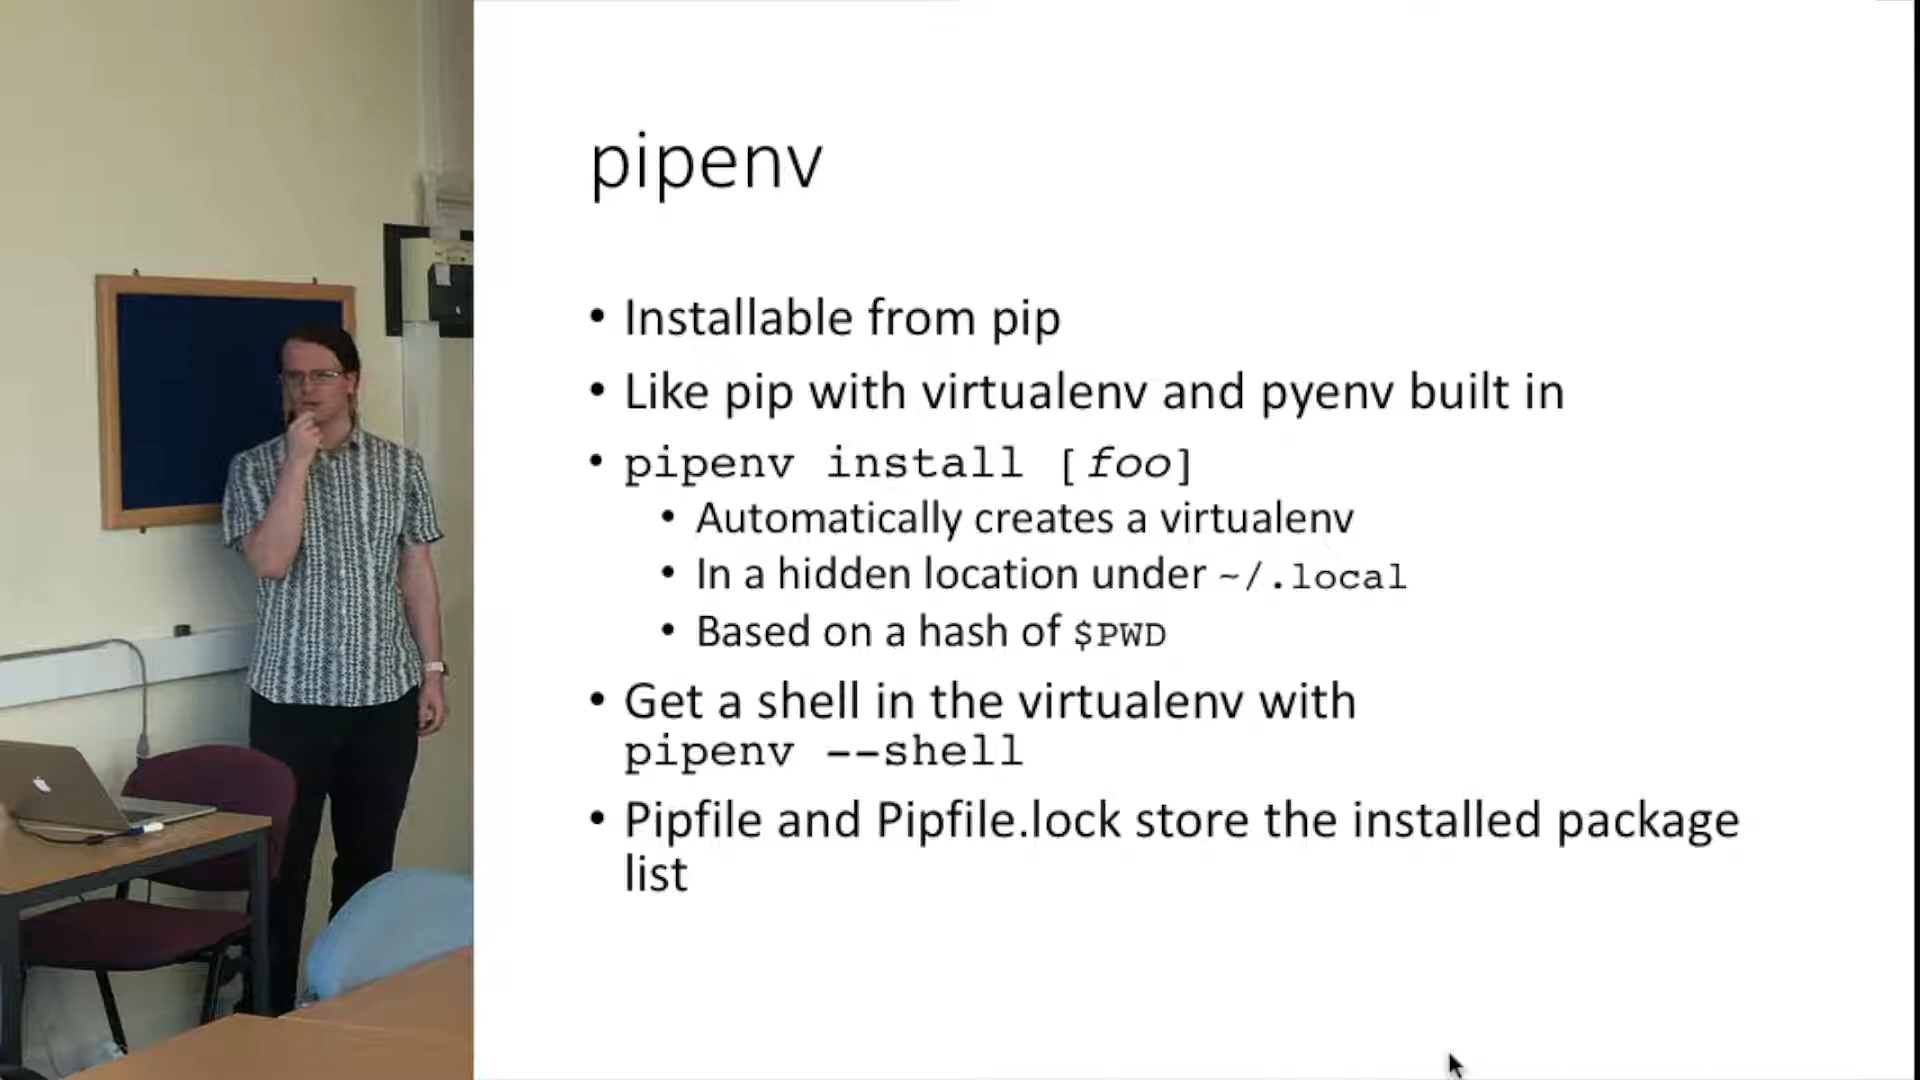 pipenv
• Installable from pip
• Like pip with virtualenv and pyenv built in
• pipenv install [foo]
• Automatically creates a virtualenv
• In a hidden location under ~/.local
• Based on a hash of $PWD
• Get a shell in the virtualenv with
pipenv --shell
• Pipfile and Pipfile.lock store the installed package
list